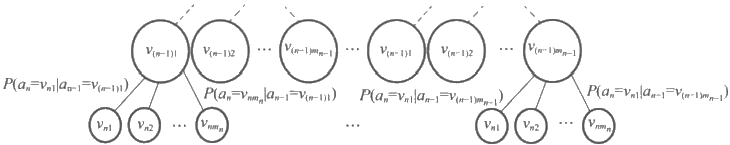 v(n−1)1 v(n−1)2 ··· v(n−1)mn−1 ··· v(n−1)1 v(n−1)2 ··· v(n−1)mn−1
P(an=vn1|an−1=v(n−1)1) P(an=vnmn|an−1=v(n−1)1) P(an=vn1|an−1=v(n−1)mn−1) P(an=vn1|an−1=v(n−1)mn−1)
vn1 vn2 ··· vnmn ··· vn1 vn2 ··· vnmn